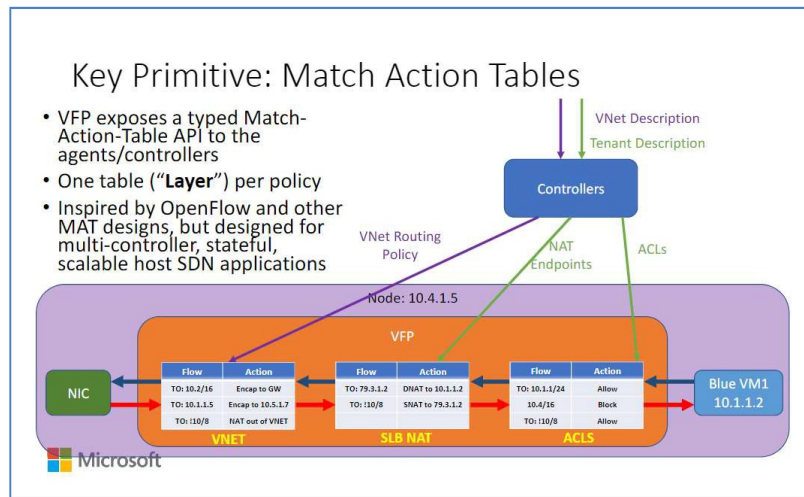 Key Primitive: Match Action Tables
• VFP exposes a typed Match-
Action-Table API to the
agents/controllers
• One table (“Layer”) per policy
• Inspired by OpenFlow and other
MAT designs, but designed for
multi-controller, stateful,
scalable host SDN applications
VNet Description
Tenant Description
Controllers
VNet Routing
Policy
NAT
Endpoints
ACLs
Node: 10.4.1.5
VFP
NIC
Flow Action
TO: 10.2/16 Encap to GW
TO: 10.1.1.5 Encap to 10.5.1.7
TO: !10/8 NAT out of VNET
VNET
Flow Action
TO: 79.3.1.2 DNAT to 10.1.1.2
TO: !10/8 SNAT to 79.3.1.2
SLB NAT
Flow Action
TO: 10.1.1/24 Allow
10.4/16 Block
TO: !10/8 Allow
ACLS
Blue VM1
10.1.1.2
Microsoft